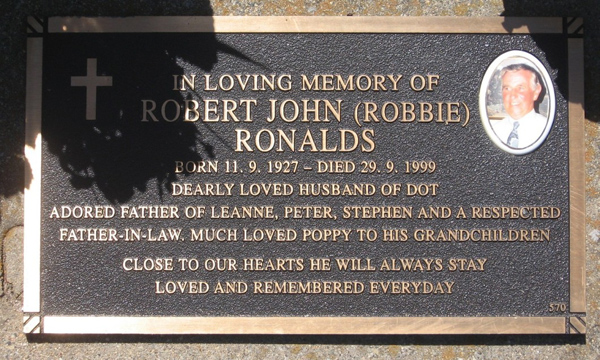 IN LOVING MEMORY OF
ROBERT JOHN (ROBBIE)
RONALDS
BORN 11. 9. 1927 – DIED 29. 9. 1999
DEARLY LOVED HUSBAND OF DOT
ADORED FATHER OF LEANNE, PETER, STEPHEN AND A RESPECTED
FATHER-IN-LAW. MUCH LOVED POPPY TO HIS GRANDCHILDREN
CLOSE TO OUR HEARTS HE WILL ALWAYS STAY
LOVED AND REMEMBERED EVERYDAY
570